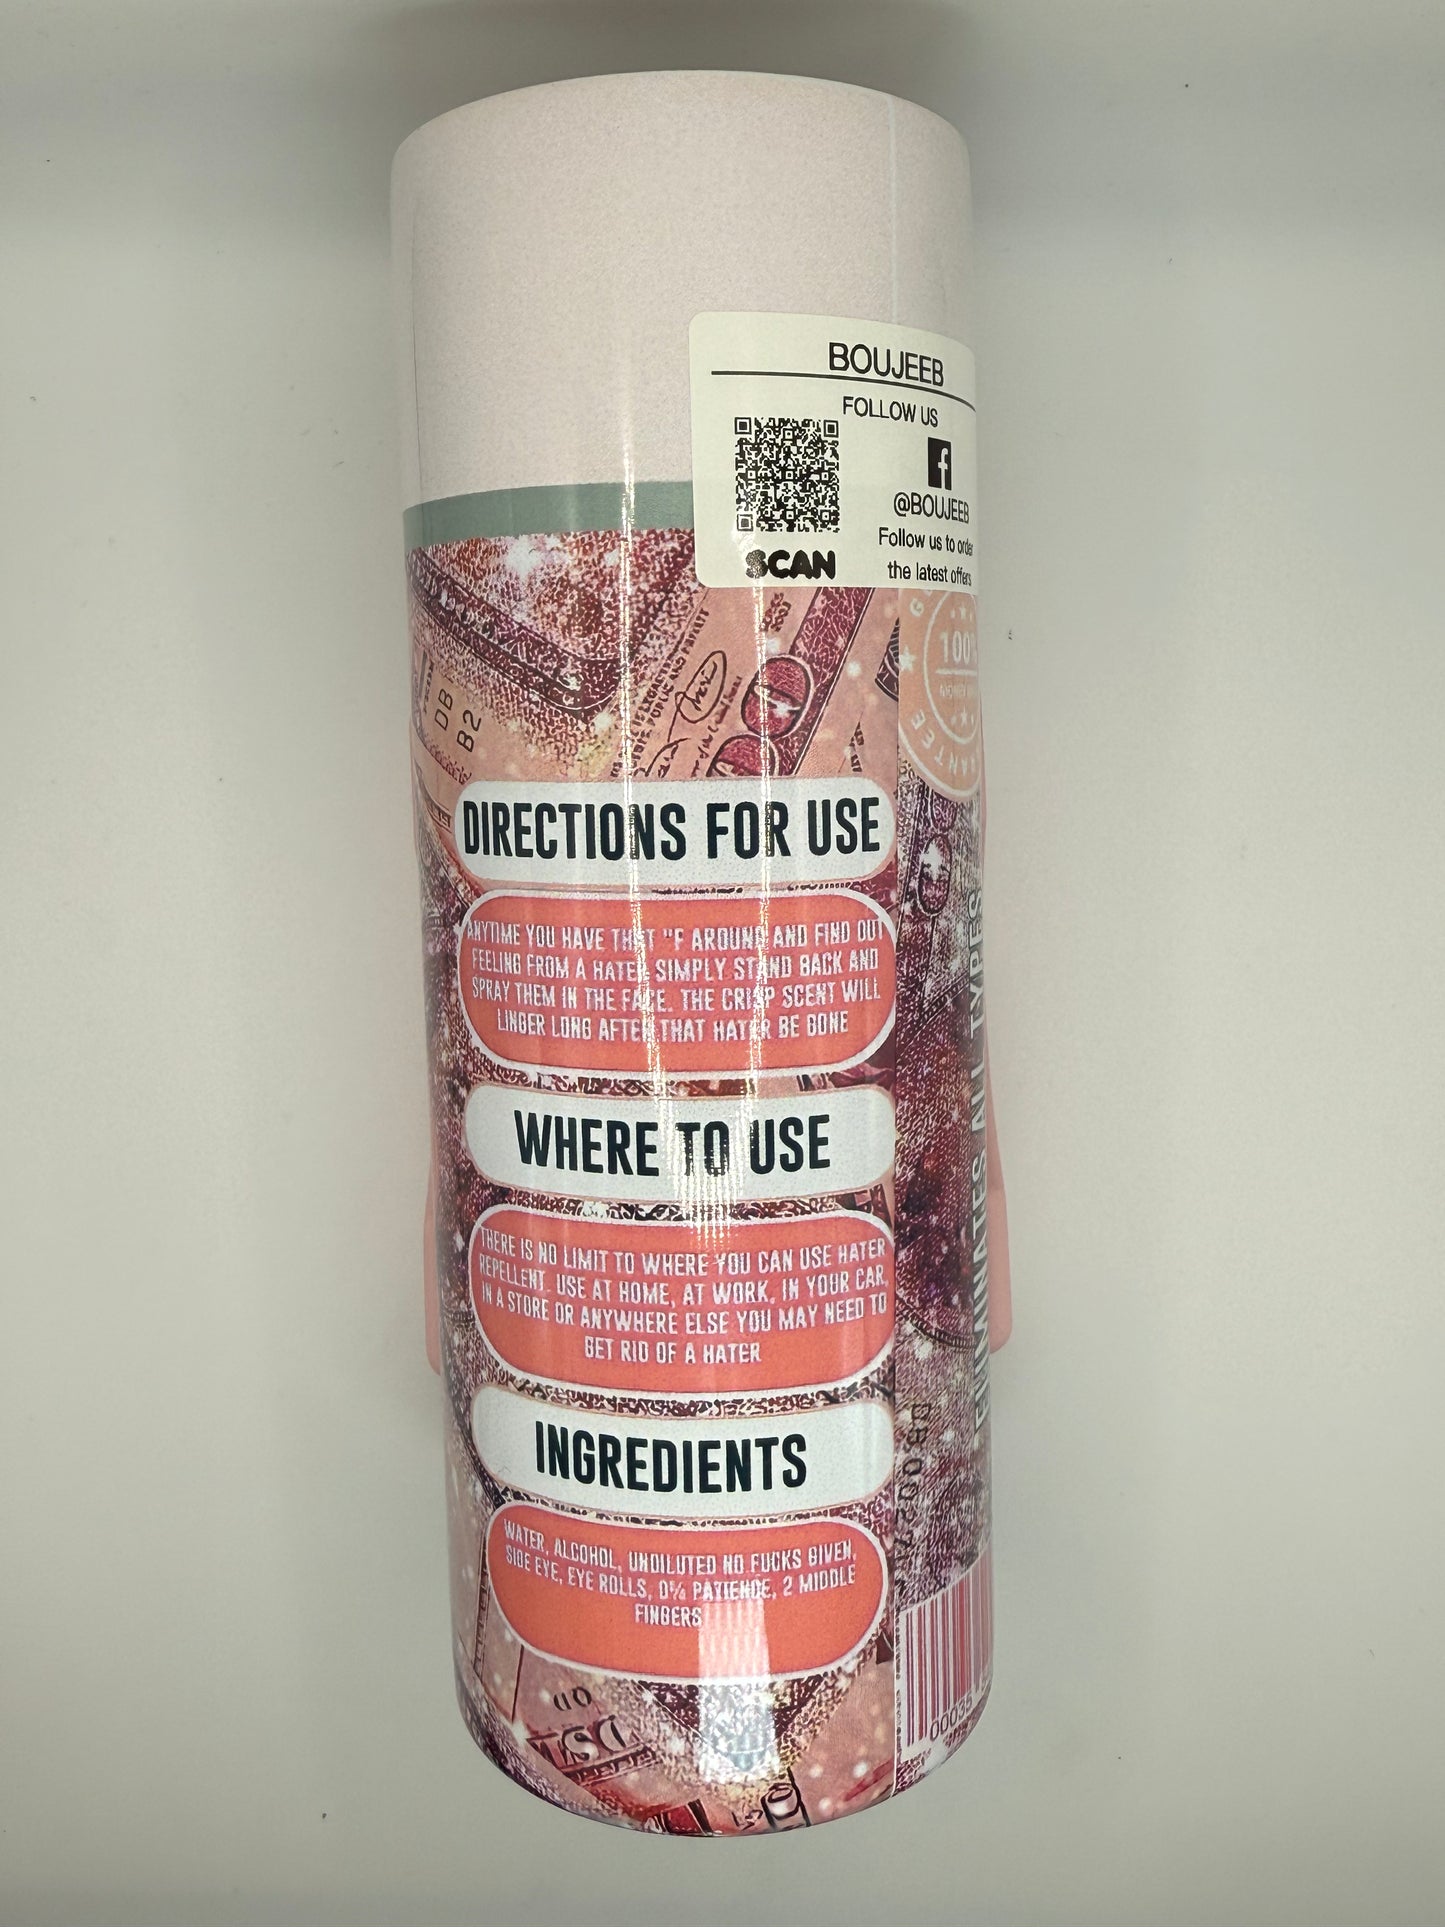 BOUJEEB
FOLLOW US
@BOUJEEB
Follow us to order
the latest offers
SCAN
100%
DB
B2
DIRECTIONS FOR USE
ANYTIME YOU HAVE THAT "F AROUND AND FIND OUT
FEELING FROM A HATER SIMPLY STAND BACK AND
SPRAY THEM IN THE FACE. THE CRISP SCENT WILL
LINGER LONG AFTER THAT HATER BE GONE
WHERE TO USE
THERE IS NO LIMIT TO WHERE YOU CAN USE HATER
REPELLENT. USE AT HOME, AT WORK, IN YOUR CAR,
IN A STORE OR ANYWHERE ELSE YOU MAY NEED TO
GET RID OF A HATER
INGREDIENTS
WATER, ALCOHOL, UNDILUTED NO FUCKS GIVEN,
SIDE EYE, EYE ROLLS, 0% PATIENCE, 2 MIDDLE
FINGERS
ELIMINATES ALL TYPES
00035